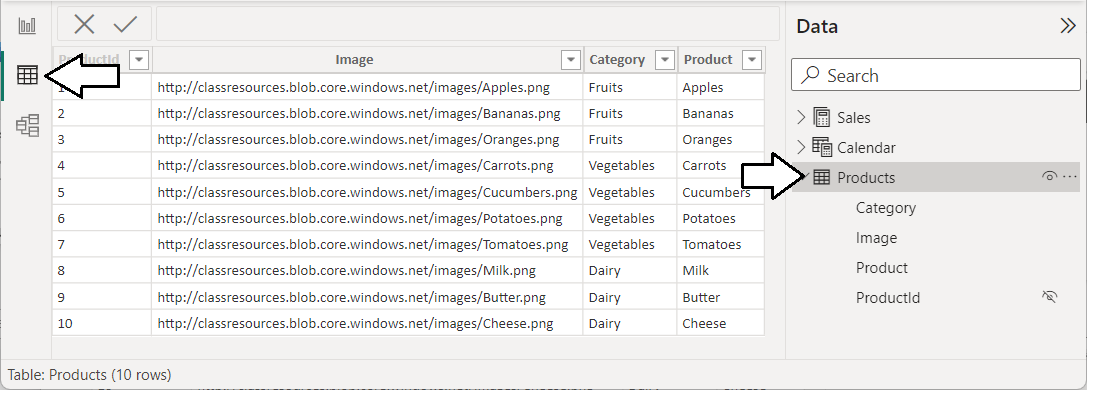 Data
ProductId Image Category Product
Search
1 http://classresources.blob.core.windows.net/images/Apples.png Fruits Apples
2 http://classresources.blob.core.windows.net/images/Bananas.png Fruits Bananas
3 http://classresources.blob.core.windows.net/images/Oranges.png Fruits Oranges
4 http://classresources.blob.core.windows.net/images/Carrots.png Vegetables Carrots
5 http://classresources.blob.core.windows.net/images/Cucumbers.png Vegetables Cucumbers
6 http://classresources.blob.core.windows.net/images/Potatoes.png Vegetables Potatoes
7 http://classresources.blob.core.windows.net/images/Tomatoes.png Vegetables Tomatoes
8 http://classresources.blob.core.windows.net/images/Milk.png Dairy Milk
9 http://classresources.blob.core.windows.net/images/Butter.png Dairy Butter
10 http://classresources.blob.core.windows.net/images/Cheese.png Dairy Cheese
Sales
Calendar
Products
Category
Image
Product
ProductId
Table: Products (10 rows)